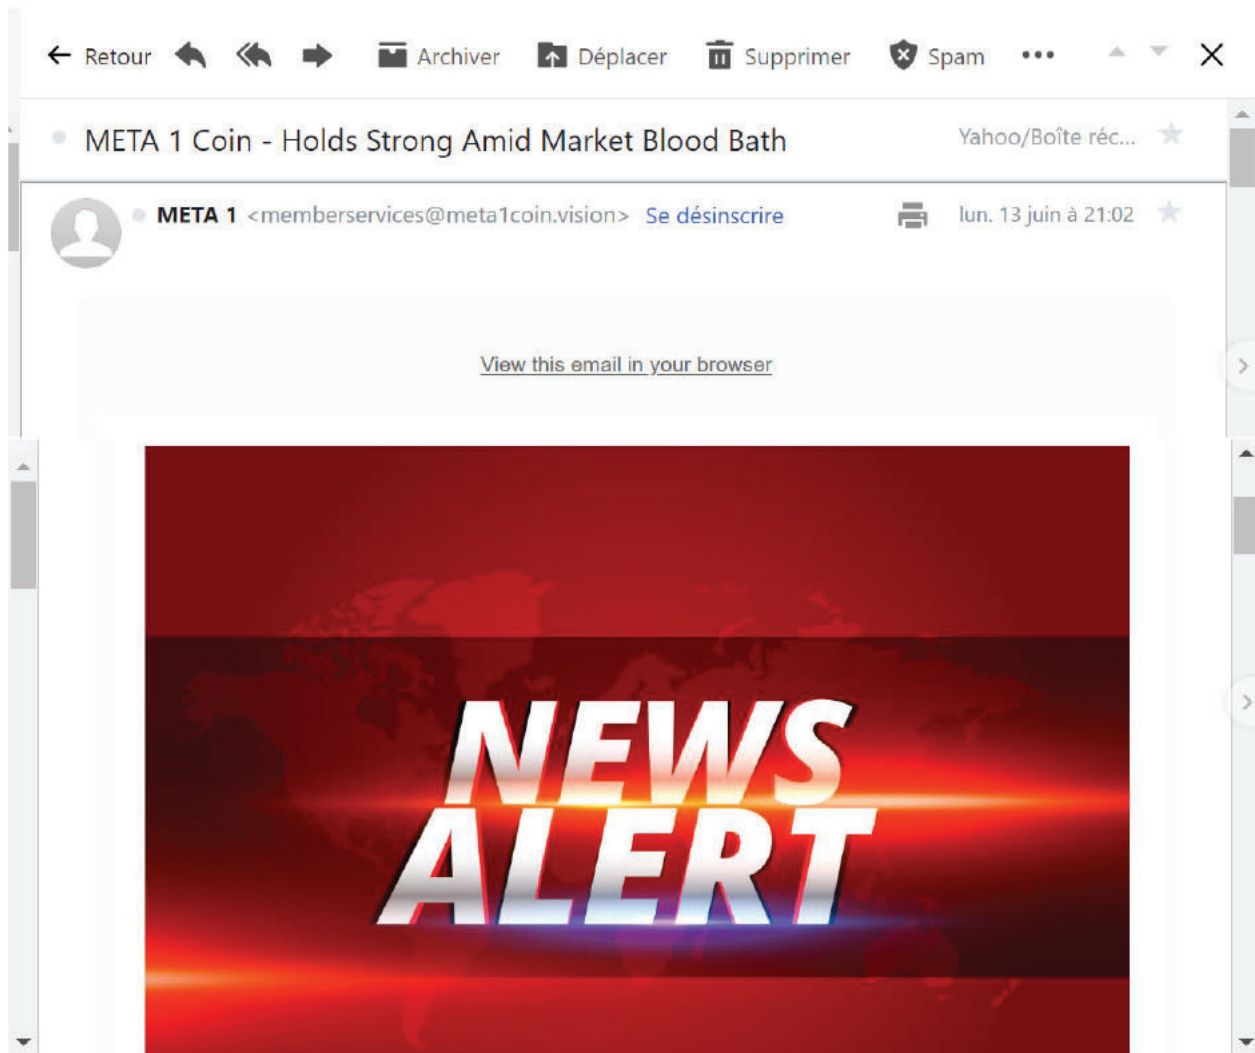 Retour Archiver Déplacer Supprimer Spam
META 1 Coin - Holds Strong Amid Market Blood Bath Yahoo/Boîte réc...
META 1 <memberservices@meta1coin.vision> Se désinscrire lun. 13 juin à 21:02
View this email in your browser
NEWS
ALERT